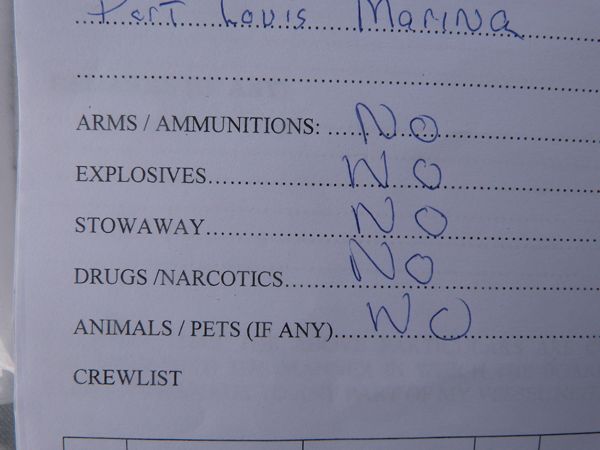 Port Louis Marina
ARMS / AMMUNITIONS: No
EXPLOSIVES NO
STOWAWAY NO
DRUGS /NARCOTICS No
ANIMALS / PETS (IF ANY) NO
CREWLIST